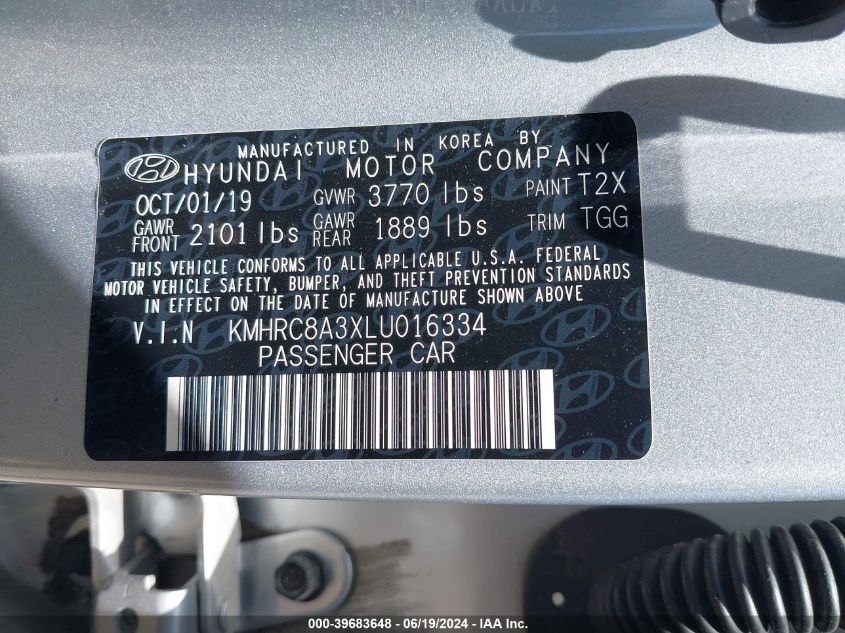 MANUFACTURED IN KOREA BY
HYUNDAI MOTOR COMPANY
OCT/01/19 GVWR 3770 lbs PAINT T2X
GAWR FRONT 2101 lbs GAWR REAR 1889 lbs TRIM TGG
THIS VEHICLE CONFORMS TO ALL APPLICABLE U.S.A. FEDERAL
MOTOR VEHICLE SAFETY, BUMPER, AND THEFT PREVENTION STANDARDS
IN EFFECT ON THE DATE OF MANUFACTURE SHOWN ABOVE
V.I.N KMHRC8A3XLU016334
PASSENGER CAR
000-39683648 - 06/19/2024 - IAA Inc.